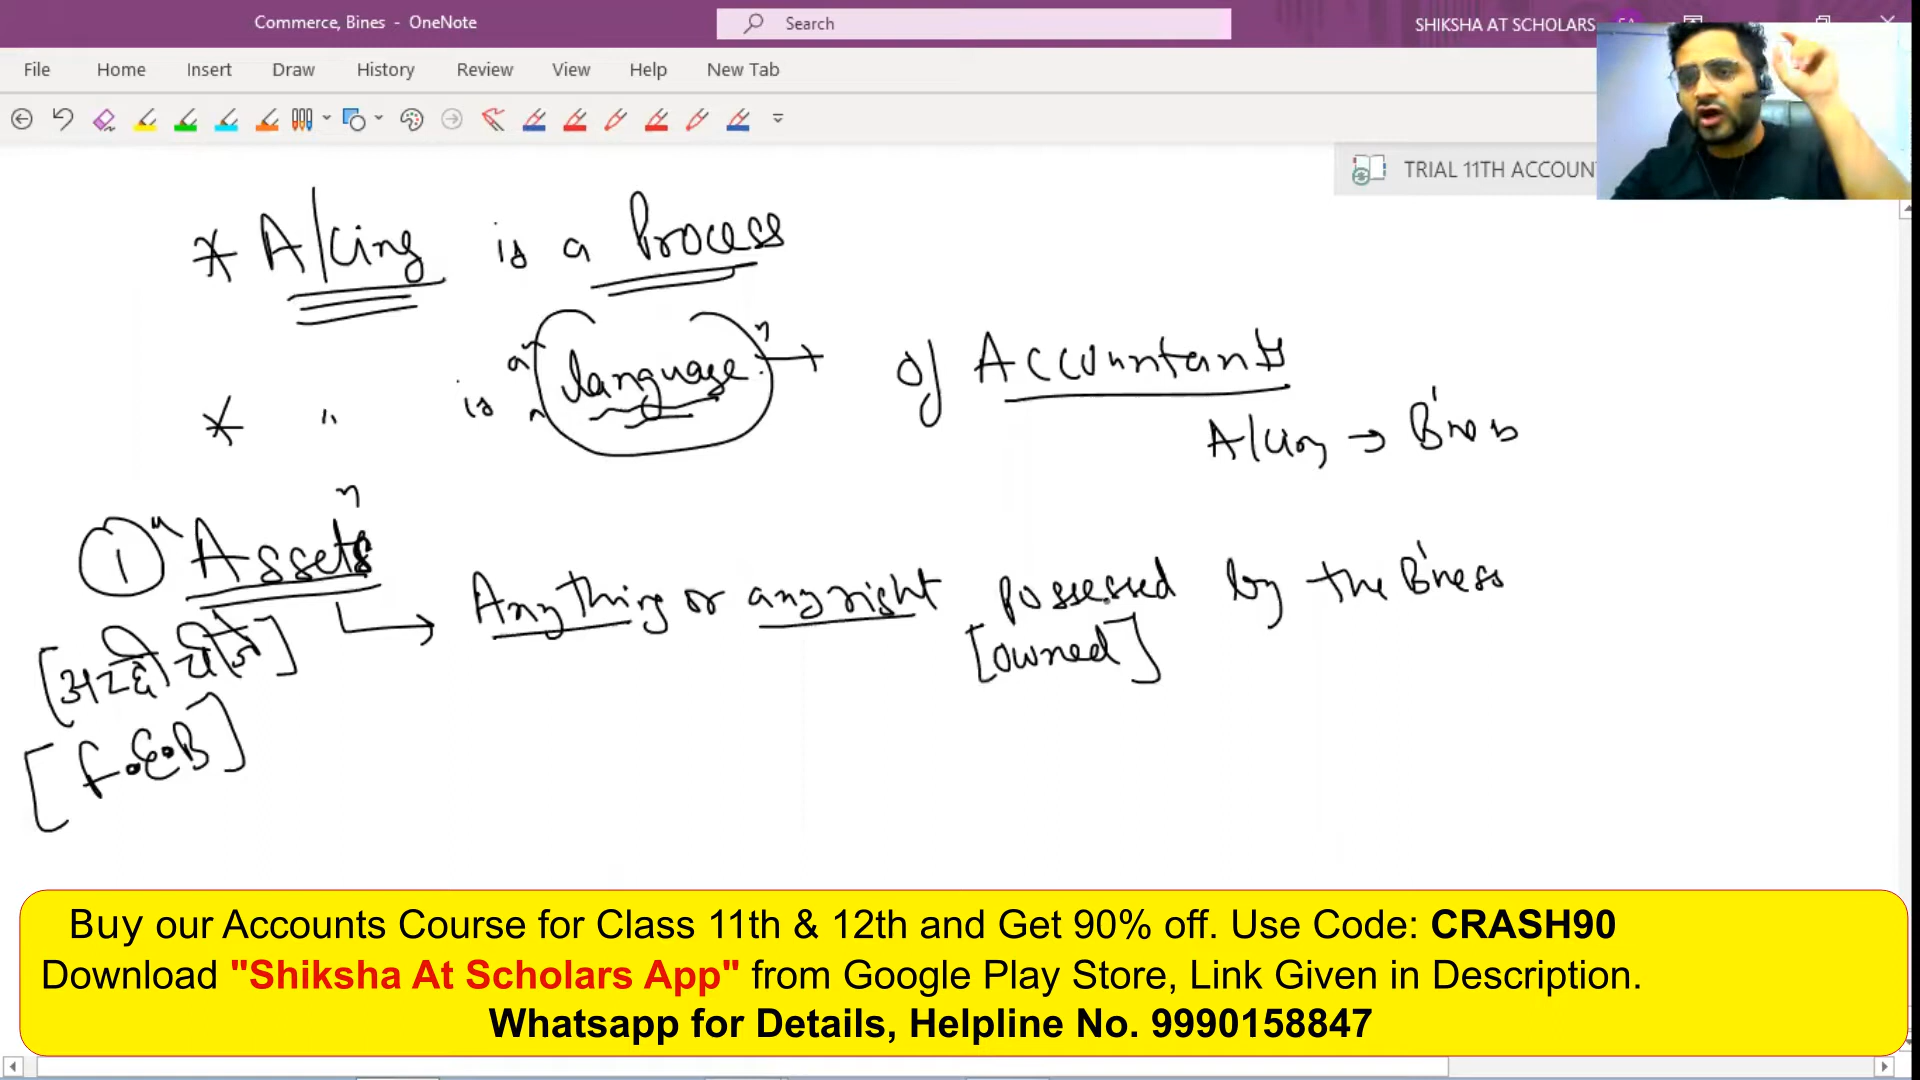 Commerce, Bines - OneNote
Search
SHIKSHA AT SCHOLARS
File Home Insert Draw History Review View Help New Tab
TRIAL 11TH ACCOUN
* A/cing is a Process
* " is a "language" → of Accountants
A/cing → B'ness
① "Assets"
→ Anything or any right possessed by the B'ness
[owned]
[अच्छी चीजें]
[F.E.B]
Buy our Accounts Course for Class 11th & 12th and Get 90% off. Use Code: CRASH90
Download "Shiksha At Scholars App" from Google Play Store, Link Given in Description.
Whatsapp for Details, Helpline No. 9990158847